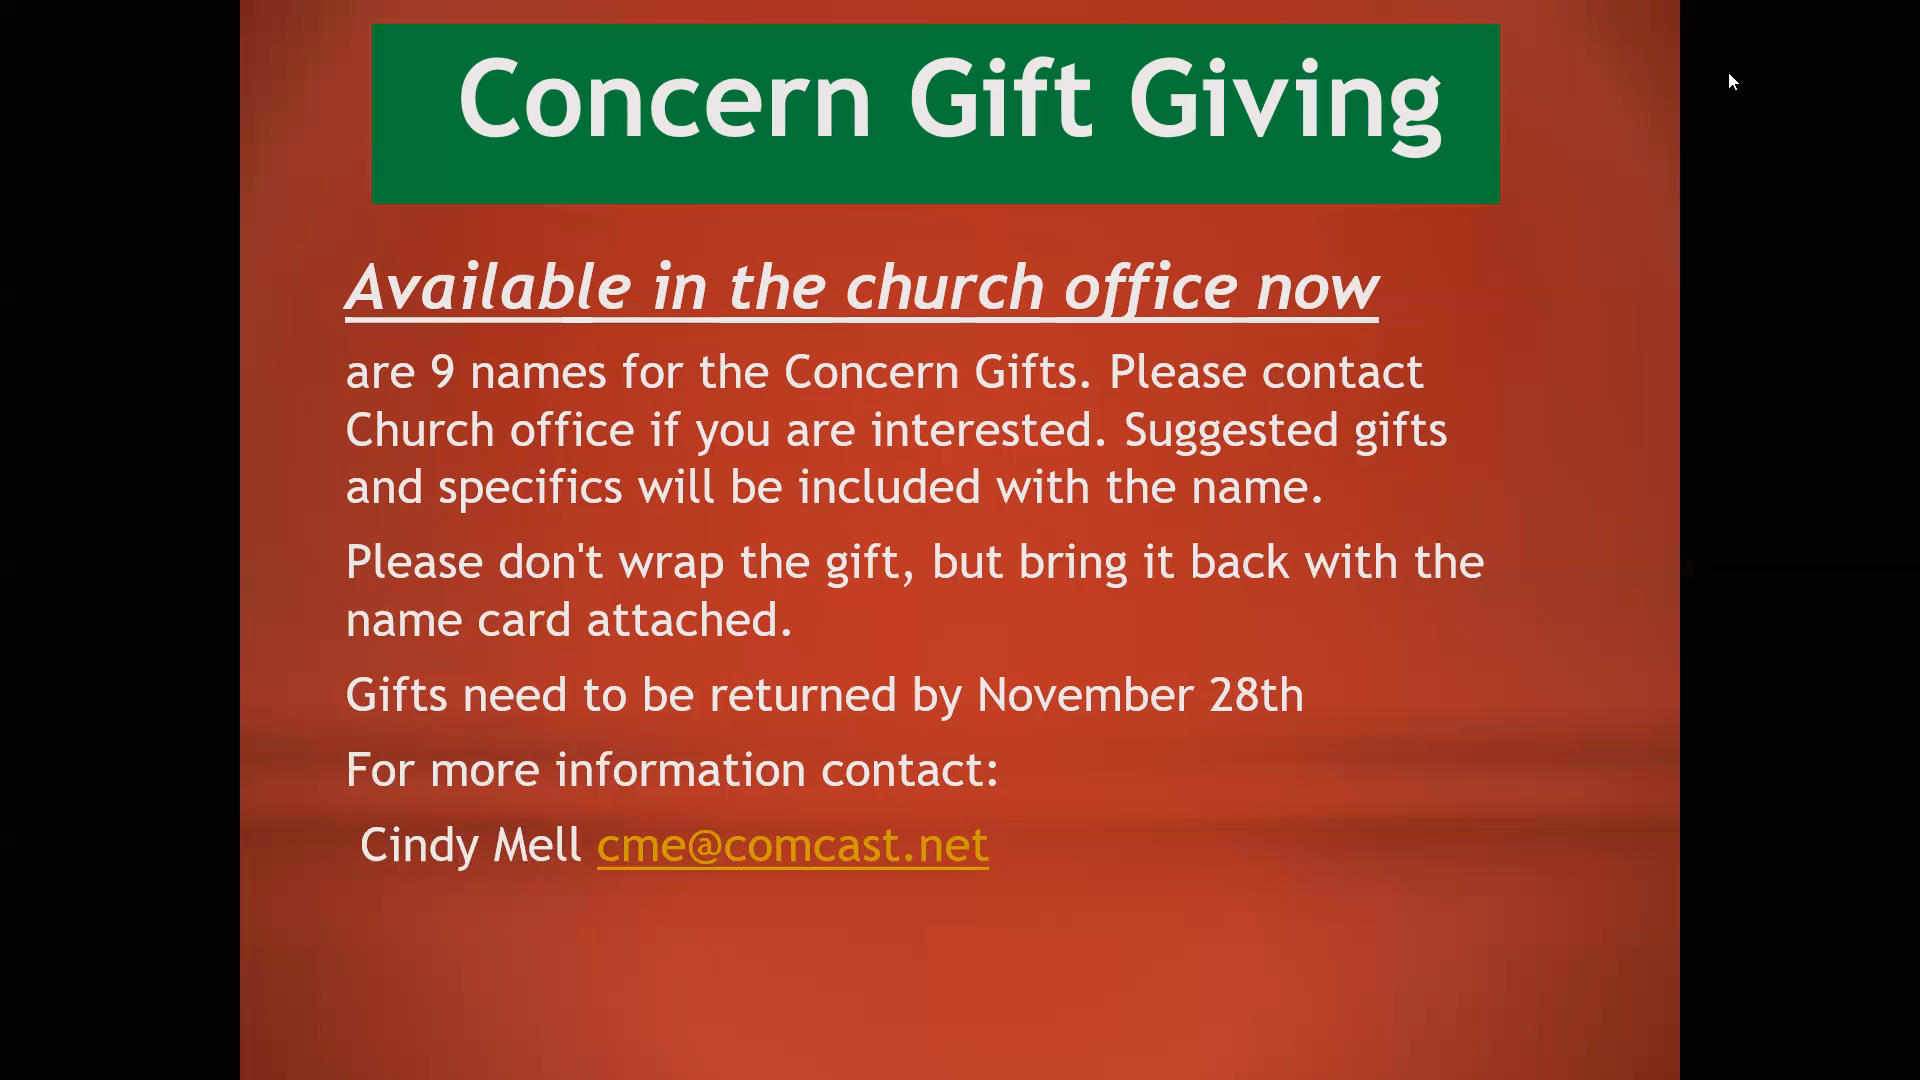 Concern Gift Giving
Available in the church office now
are 9 names for the Concern Gifts. Please contact
Church office if you are interested. Suggested gifts
and specifics will be included with the name.
Please don't wrap the gift, but bring it back with the
name card attached.
Gifts need to be returned by November 28th
For more information contact:
Cindy Mell cme@comcast.net